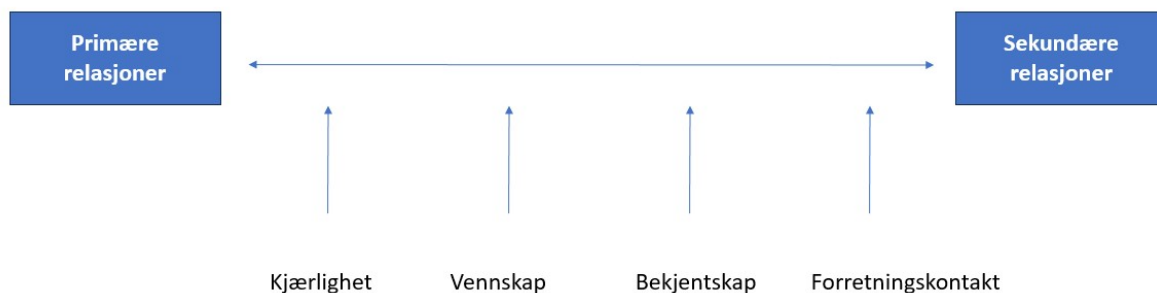 Primære
relasjoner
Sekundære
relasjoner
Kjærlighet
Vennskap
Bekjentskap
Forretningskontakt